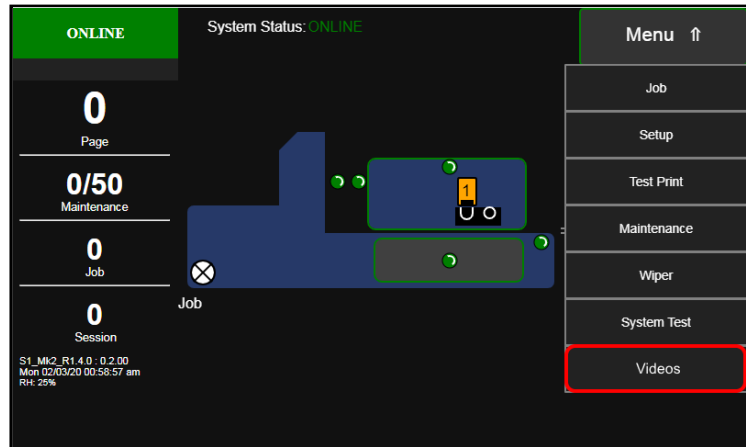 ONLINE
System Status: ONLINE
Menu ⇑
0
Page
0/50
Maintenance
0
Job
0
Session
S1_Mk2_R1.4.0 : 0.2.00
Mon 02/03/20 00:58:57 am
RH: 25%
1
Job
Job
Setup
Test Print
Maintenance
Wiper
System Test
Videos